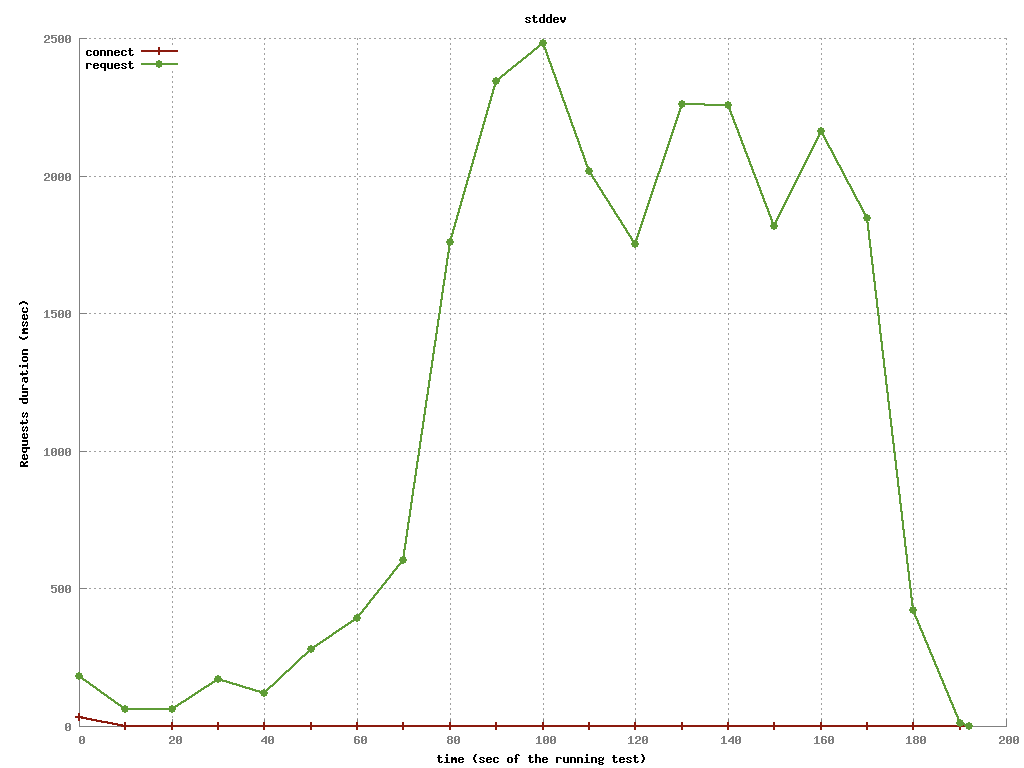 stddev
connect
request
2500
2000
1500
1000
500
0
Requests duration (msec)
0 20 40 60 80 100 120 140 160 180 200
time (sec of the running test)